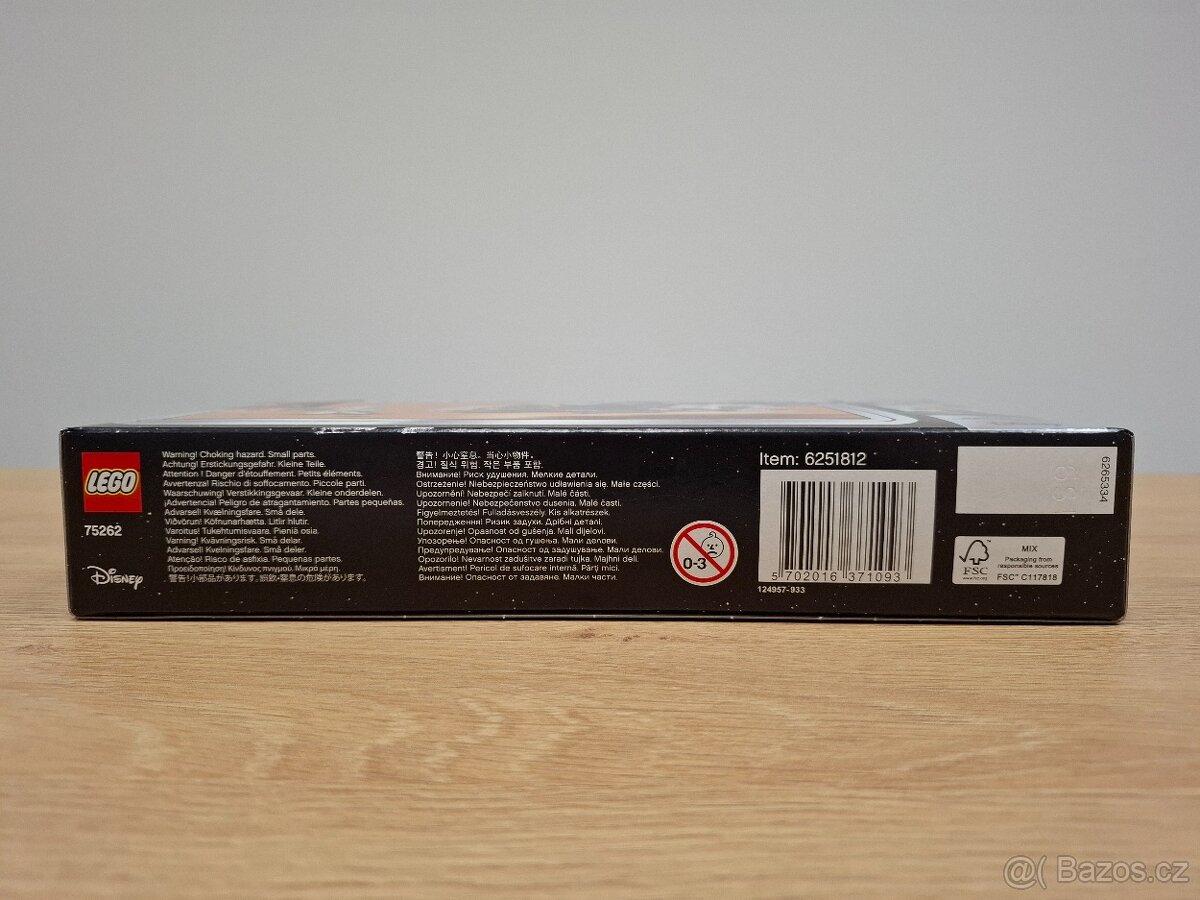 LEGO
75262
Disney
Warning! Choking hazard. Small parts.
Achtung! Erstickungsgefahr. Kleine Teile.
Attention ! Danger d'étouffement. Petits éléments.
Avvertenza! Rischio di soffocamento. Piccole parti.
Waarschuwing! Verstikkingsgevaar. Kleine onderdelen.
¡Advertencia! Peligro de atragantamiento. Partes pequeñas.
Advarsel! Kvælningsfare. Små dele.
Viðvörun! Köfnunarhætta. Litlir hlutir.
Varoitus! Tukehtumisvaara. Pieniä osia.
Varning! Kvävningsrisk. Små delar.
Advarsel! Kvelningsfare. Små deler.
Atenção! Risco de asfixia. Pequenas partes.
Προειδοποίηση! Κίνδυνος πνιγμού. Μικρά μέρη.
警告!小部品があります。誤飲・窒息の危険があります。
警告! 小心窒息。当心小物件。
경고! 질식 위험. 작은 부품 포함.
Внимание! Риск удушения. Мелкие детали.
Ostrzeżenie! Niebezpieczeństwo udławienia się. Małe części.
Upozornění! Nebezpečí zalknutí. Malé části.
Upozornenie! Nebezpečenstvo dusenia. Malé časti.
Figyelmeztetés! Fulladásveszély. Kis alkatrészek.
Попередження! Ризик задухи. Дрібні деталі.
Upozorenje! Opasnost od gušenja. Mali dijelovi.
Упозорење! Опасност од гушења. Мали делови.
Предупредување! Опасност од задушување. Мали делови.
Opozorilo! Nevarnost zadušitve zaradi tujka. Majhni deli.
Avertisment! Pericol de sufocare internă. Părţi mici.
Внимание! Опасност от задавяне. Малки части.
0-3
Item: 6251812
5 702016 371093
124957-933
6265334
FSC
www.fsc.org
MIX
Packaging from
responsible sources
FSC™ C117818
@( Bazos.cz